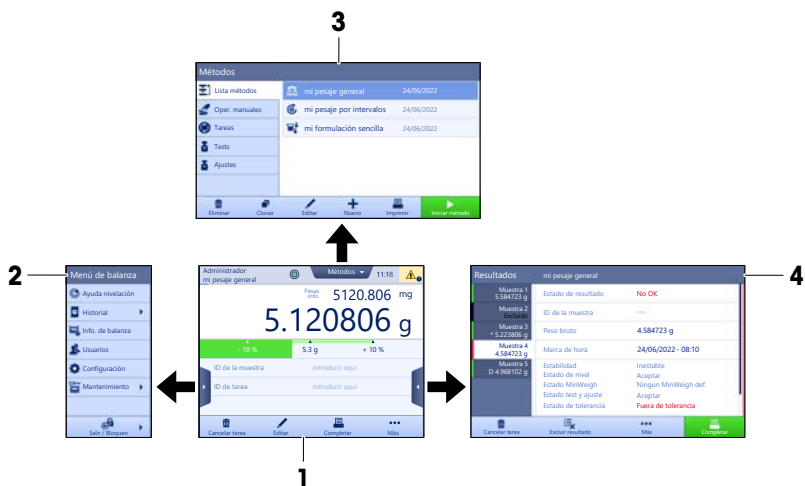 3
Métodos
Lista métodos
Oper. manuales
Tareas
Tests
Ajustes
mi pesaje general 24/06/2022
mi pesaje por intervalos 24/06/2022
mi formulación sencilla 24/06/2022
Eliminar Clonar Editar Nuevo Imprimir Iniciar método
2
Menú de balanza
Ayuda nivelación
Historial
Info. de balanza
Usuarios
Configuración
Mantenimiento
Salir / Bloqueo
Administrador
mi pesaje general
Métodos 11:18
Pesaje
info. 5120.806 mg
5.120806 g
- 10 % 5.3 g + 10 %
ID de la muestra Introducir aquí
ID de tarea Introducir aquí
Cancelar tarea Editar Completar Más
1
4
Resultados mi pesaje general
Muestra 1
5.584723 g
Muestra 2
Excluido
Muestra 3
* 5.223806 g
Muestra 4
4.584723 g
Muestra 5
D 4.968102 g
Estado de resultado No OK
ID de la muestra ---
Peso bruto 4.584723 g
Marca de hora 24/06/2022 - 08:10
Estabilidad Inestable
Estado de nivel Aceptar
Estado MinWeigh Ningún MinWeigh def.
Estado test y ajuste Aceptar
Estado de tolerancia Fuera de tolerancia
Cancelar tarea Excluir resultado Más Completar